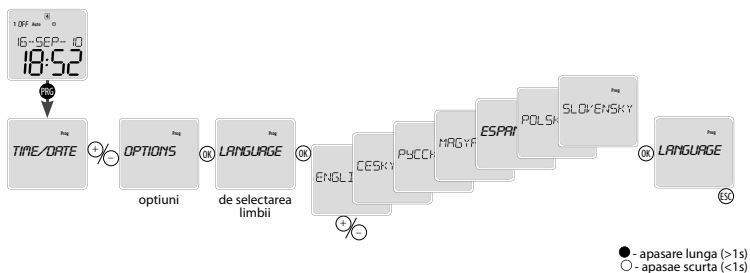 1 OFF Auto
16-SEP-10
18:52
PRG
Prog
TIME/DATE
+/−
Prog
OPTIONS
optiuni
OK
Prog
LANGUAGE
de selectarea
limbii
OK
ENGLI
CESKY
РУССК
MAGYA
ESPAN
POLSK
Prog
SLOVENSKY
+/−
OK
Prog
LANGUAGE
ESC
● - apasare lunga (>1s)
○ - apasae scurta (<1s)